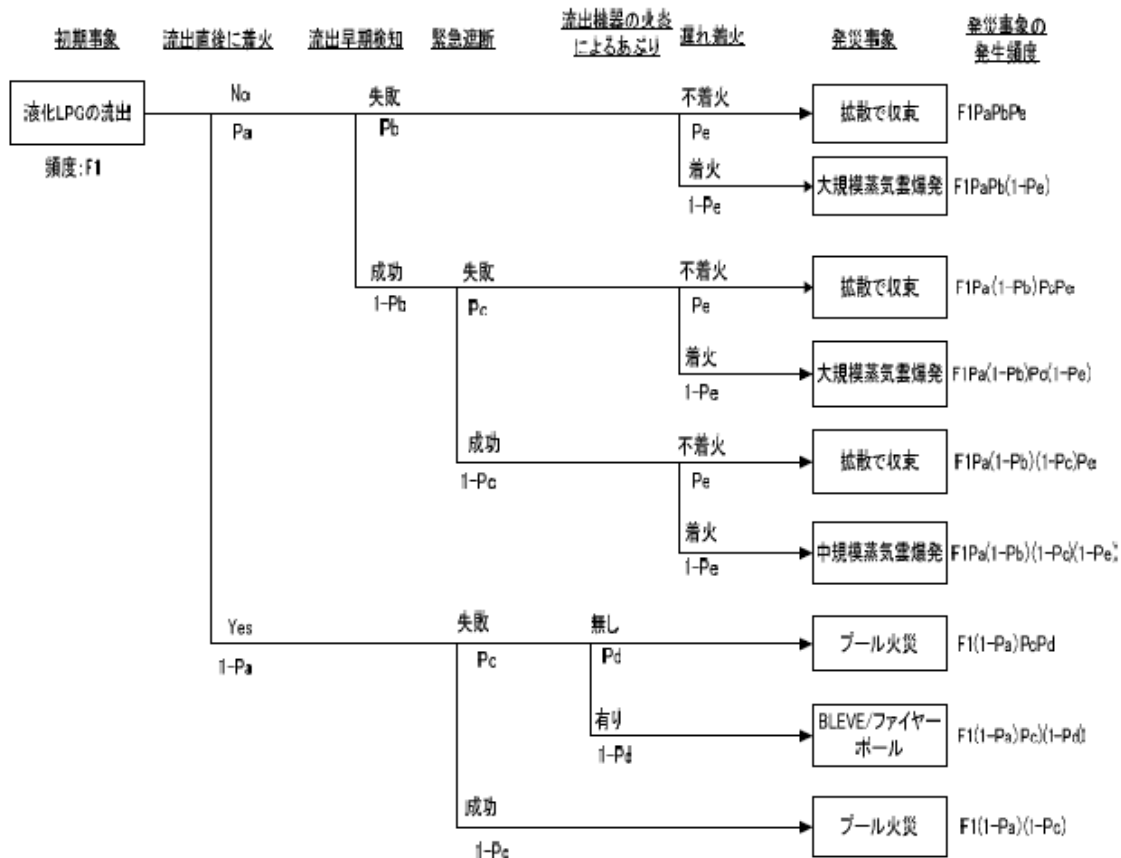 初期事象
流出直後に着火
流出早期検知
緊急遮断
流出機器の火炎
によるあぶり
遅れ着火
発災事象
発災事象の
発生頻度
液化LPGの流出
頻度:F1
No
Pa
失敗
Pb
不着火
Pe
拡散で収束
F1PaPbPe
着火
1-Pe
大規模蒸気雲爆発
F1PaPb(1-Pe)
成功
1-Pb
失敗
Pc
不着火
Pe
拡散で収束
F1Pa(1-Pb)PcPe
着火
1-Pe
大規模蒸気雲爆発
F1Pa(1-Pb)Pc(1-Pe)
成功
1-Pc
不着火
Pe
拡散で収束
F1Pa(1-Pb)(1-Pc)Pe
着火
1-Pe
中規模蒸気雲爆発
F1Pa(1-Pb)(1-Pc)(1-Pe)
Yes
1-Pa
失敗
Pc
無し
Pd
プール火災
F1(1-Pa)PcPd
有り
1-Pd
BLEVE/ファイヤー
ボール
F1(1-Pa)Pc)(1-Pd)
成功
1-Pc
プール火災
F1(1-Pa)(1-Pc)